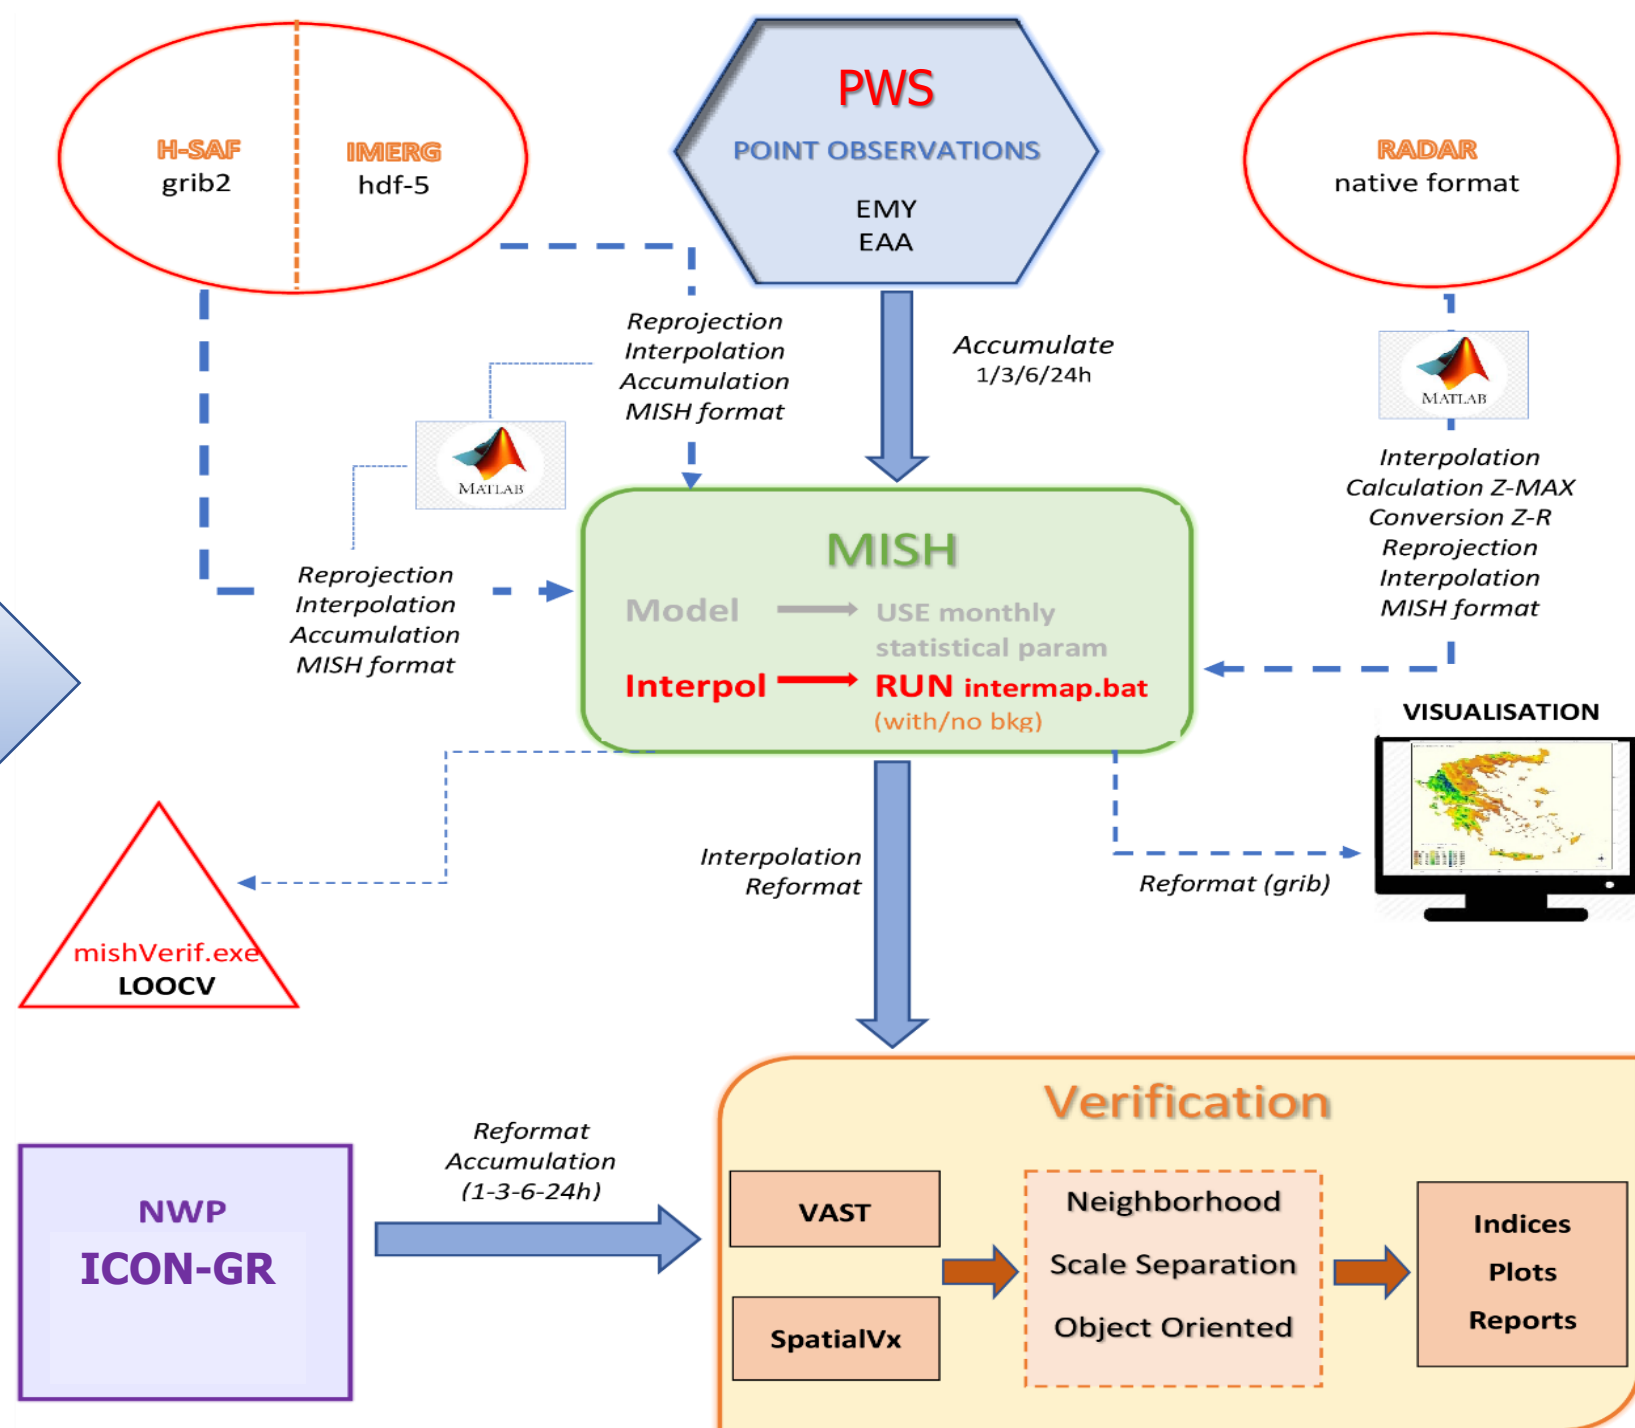 H-SAF
grib2
IMERG
hdf-5
PWS
POINT OBSERVATIONS
EMY
EAA
RADAR
native format
Reprojection
Interpolation
Accumulation
MISH format
Accumulate
1/3/6/24h
MATLAB
MATLAB
Interpolation
Calculation Z-MAX
Conversion Z-R
Reprojection
Interpolation
MISH format
Reprojection
Interpolation
Accumulation
MISH format
MISH
Model
USE monthly
statistical param
Interpol
RUN intermap.bat
(with/no bkg)
VISUALISATION
Interpolation
Reformat
Reformat (grib)
mishVerif.exe
LOOCV
Verification
NWP
ICON-GR
Reformat
Accumulation
(1-3-6-24h)
VAST
SpatialVx
Neighborhood
Scale Separation
Object Oriented
Indices
Plots
Reports